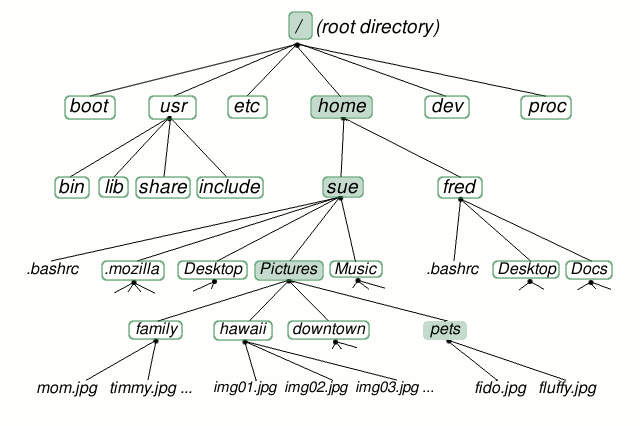 / (root directory)
boot usr etc home dev proc
bin lib share include sue fred
.bashrc .mozilla Desktop Pictures Music .bashrc Desktop Docs
family hawaii downtown pets
mom.jpg timmy.jpg ... img01.jpg img02.jpg img03.jpg ... fido.jpg fluffy.jpg